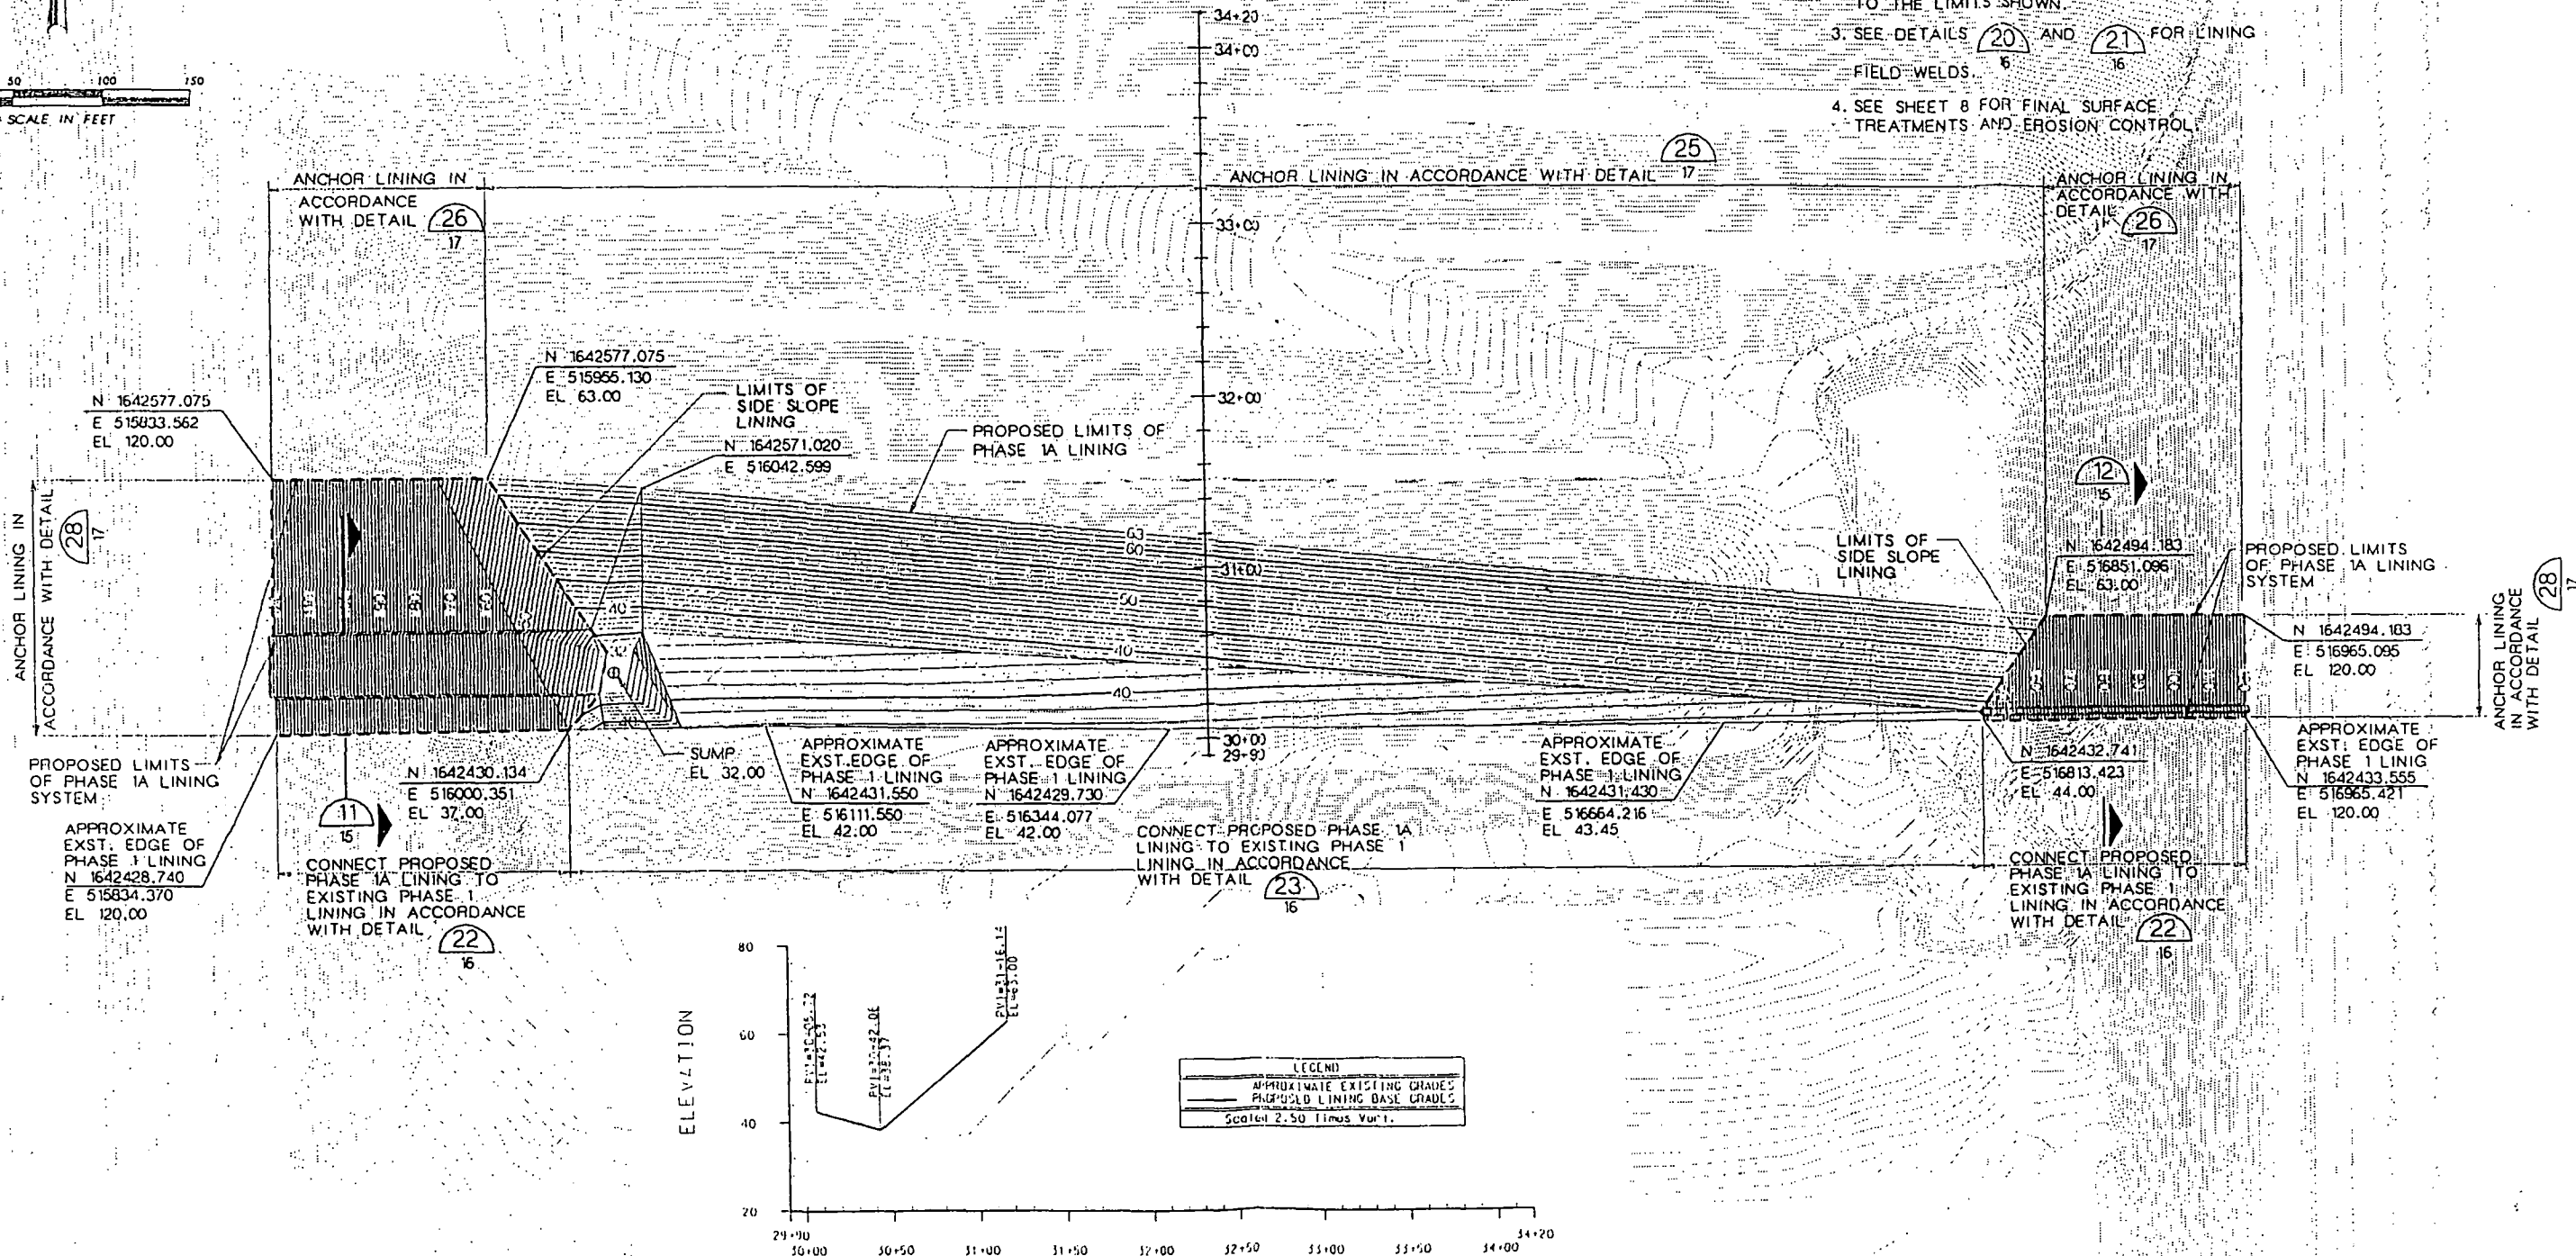 50 100 150
SCALE IN FEET
34+20
34+00
TO THE LIMITS SHOWN.
3. SEE DETAILS 20 AND 21 FOR LINING
16 16
FIELD WELDS.
4. SEE SHEET 8 FOR FINAL SURFACE
TREATMENTS AND EROSION CONTROL.
ANCHOR LINING IN
ACCORDANCE
WITH DETAIL 26
17
ANCHOR LINING IN ACCORDANCE WITH DETAIL 25
17
ANCHOR LINING IN
ACCORDANCE WITH
DETAIL 26
17
33+00
32+00
N 1642577.075
E 515833.562
EL 120.00
N 1642577.075
E 515955.130
EL 63.00
LIMITS OF
SIDE SLOPE
LINING
N 1642571.020
E 516042.599
PROPOSED LIMITS OF
PHASE 1A LINING
12
15
ANCHOR LINING IN
ACCORDANCE WITH DETAIL 28
17
63
60
31+00
50
40
40
40
32
90
80
LIMITS OF
SIDE SLOPE
LINING
N 1642494.183
E 516851.096
EL 63.00
PROPOSED LIMITS
OF PHASE 1A LINING
SYSTEM
ANCHOR LINING
IN ACCORDANCE
WITH DETAIL 28
17
N 1642494.183
E 516965.095
EL 120.00
30+00
29+90
PROPOSED LIMITS
OF PHASE 1A LINING
SYSTEM
N 1642430.134
E 516000.351
EL 37.00
SUMP
EL 32.00
APPROXIMATE
EXST. EDGE OF
PHASE 1 LINING
N 1642431.550
E 516111.550
EL 42.00
APPROXIMATE
EXST. EDGE OF
PHASE 1 LINING
N 1642429.730
E 516344.077
EL 42.00
APPROXIMATE
EXST. EDGE OF
PHASE 1 LINING
N 1642431.430
E 516664.216
EL 43.45
N 1642432.741
E 516813.423
EL 44.00
APPROXIMATE
EXST. EDGE OF
PHASE 1 LINIG
N 1642433.555
E 516965.421
EL 120.00
11
15
APPROXIMATE
EXST. EDGE OF
PHASE 1 LINING
N 1642428.740
E 515834.370
EL 120.00
CONNECT PROPOSED
PHASE 1A LINING TO
EXISTING PHASE 1
LINING IN ACCORDANCE
WITH DETAIL 22
16
CONNECT PROPOSED PHASE 1A
LINING TO EXISTING PHASE 1
LINING IN ACCORDANCE
WITH DETAIL 23
16
CONNECT PROPOSED
PHASE 1A LINING TO
EXISTING PHASE 1
LINING IN ACCORDANCE
WITH DETAIL 22
16
ELEVATION
80
60
40
20
EL=63.00
LEGEND
APPROXIMATE EXISTING GRADES
PROPOSED LINING BASE GRADES
Scaled 2.50 Times Vert.
29+90
30+00 30+50 31+00 31+50 32+00 32+50 33+00 33+50 34+00
34+20